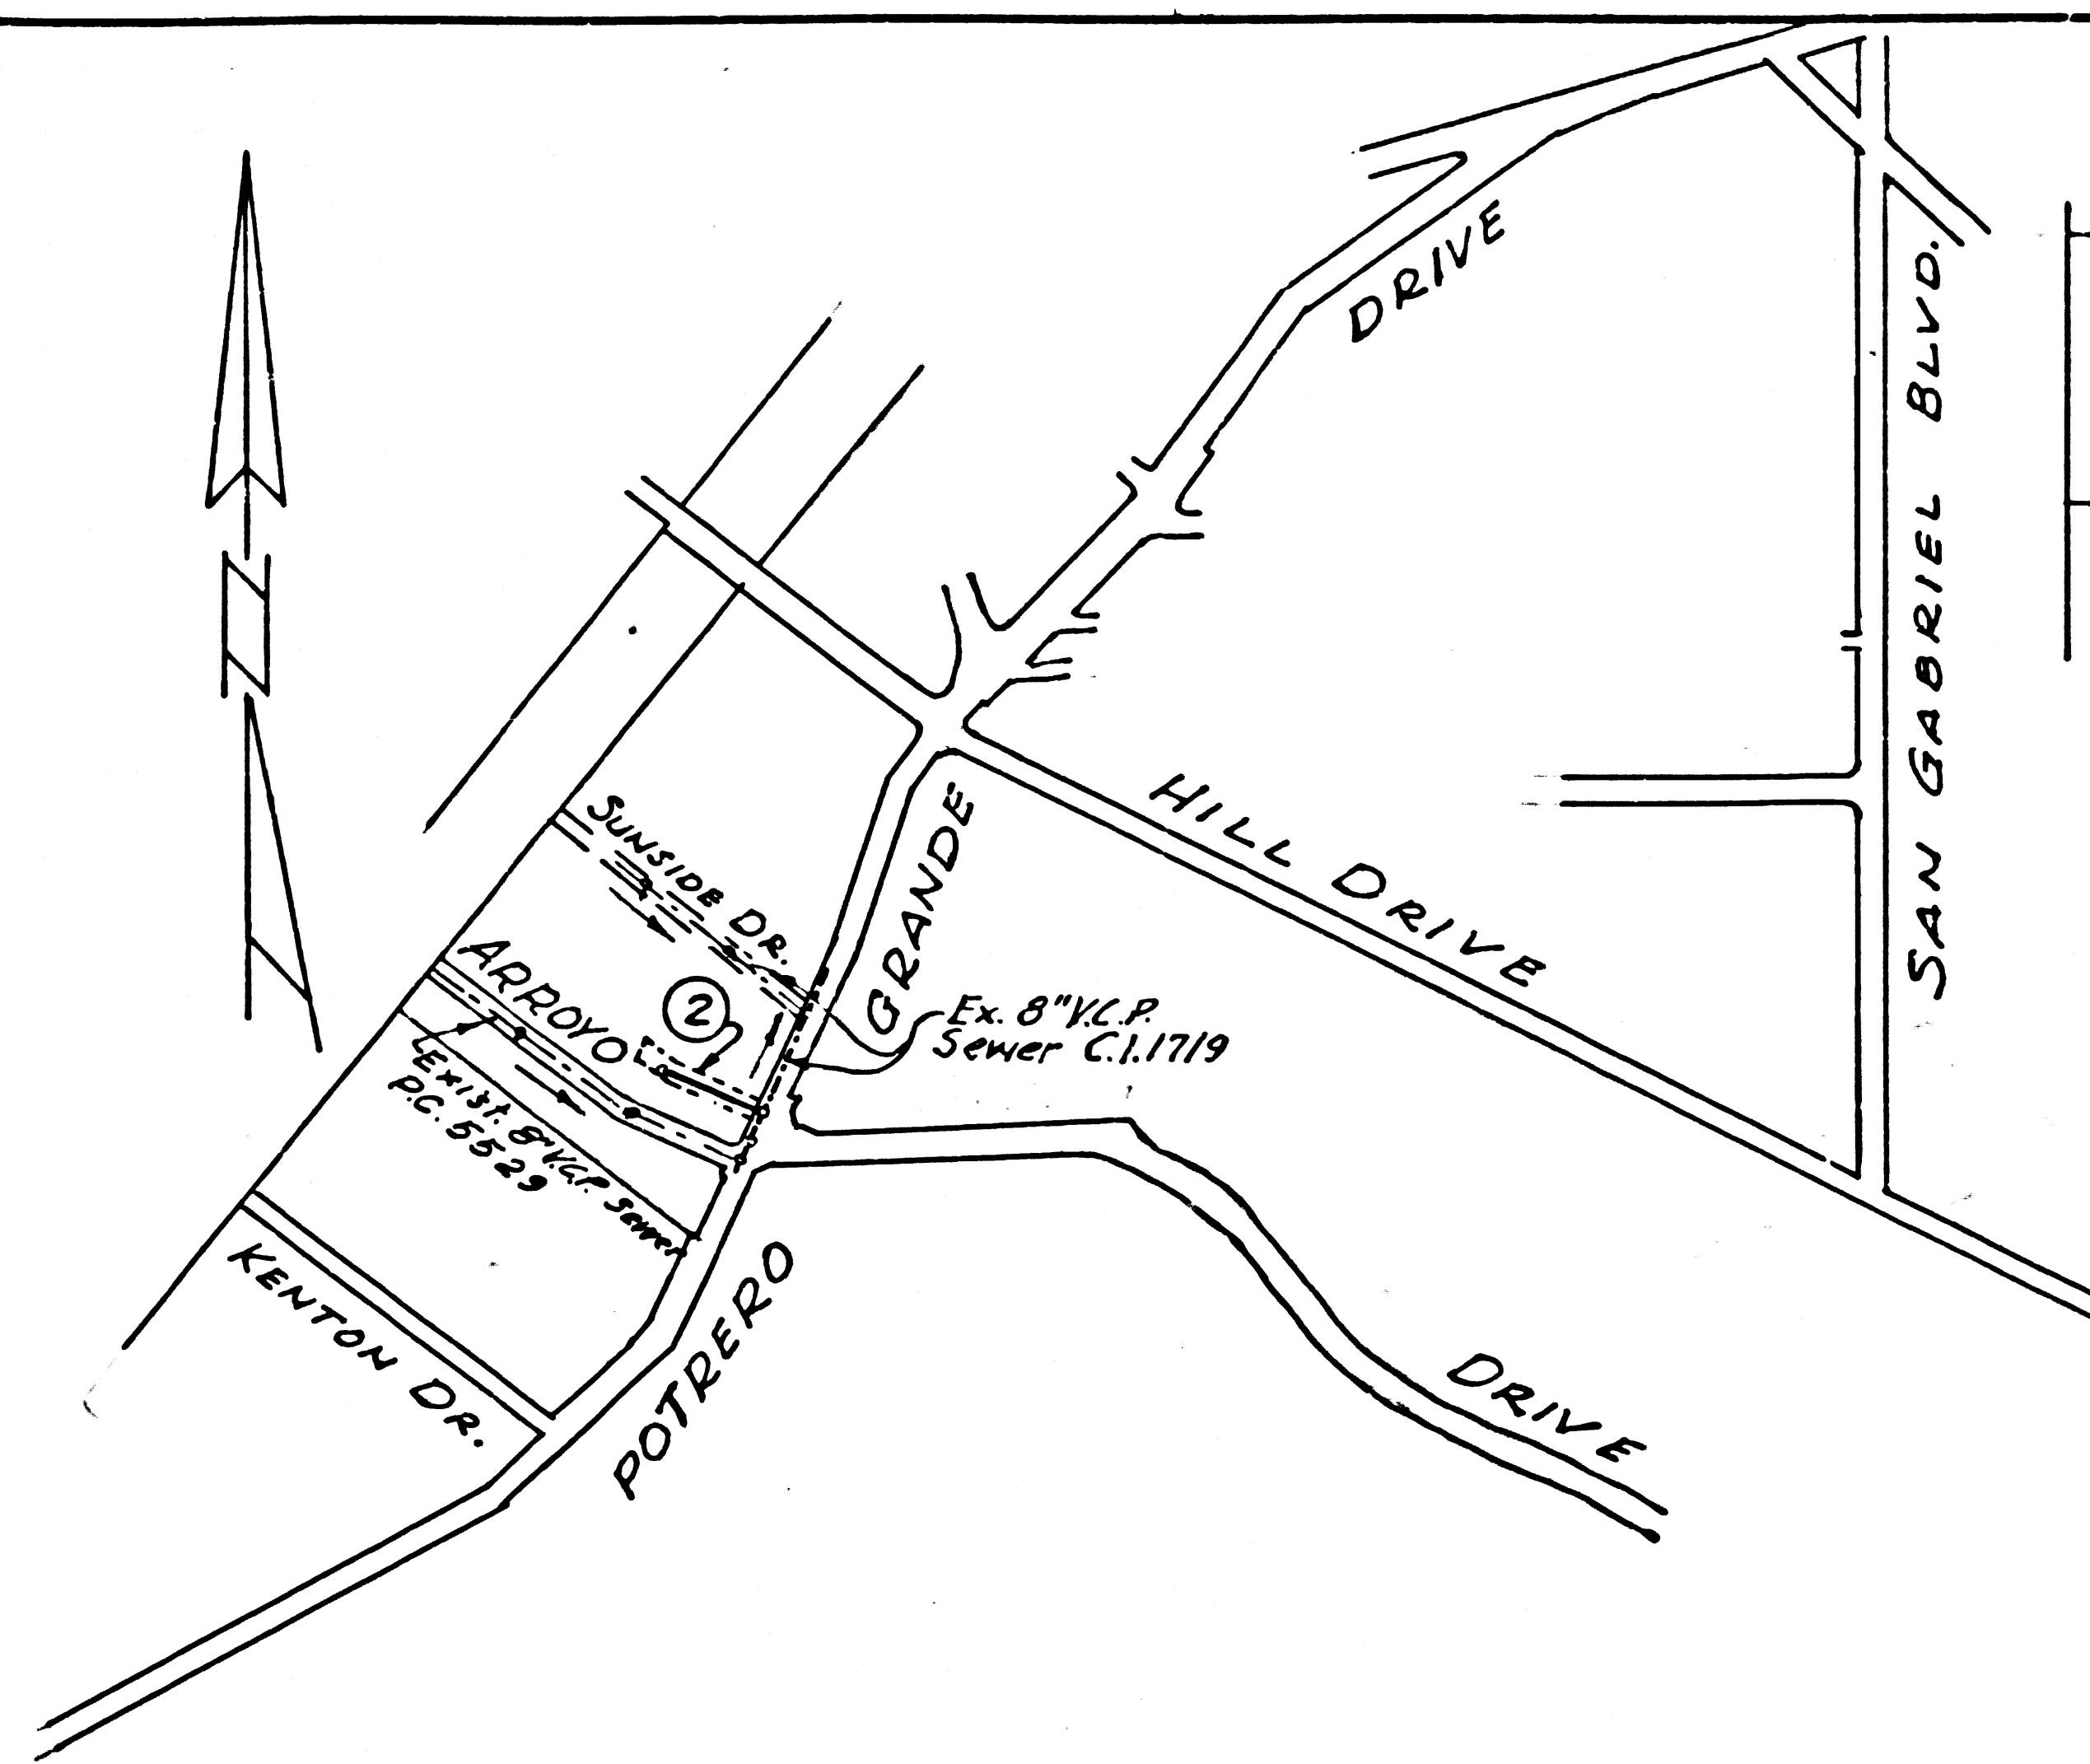 DRIVE
SAN GABRIEL BLVD.
N
HILL DRIVE
SUNSIDE DR.
GRANDE
ARROYO
DR.
2
Ex. 8" V.C.P.
Sewer C.I. 1719
Exist. 8" V.C.P. Sewer
P.C. 5529
KENTON DR.
POTRERO
DRIVE